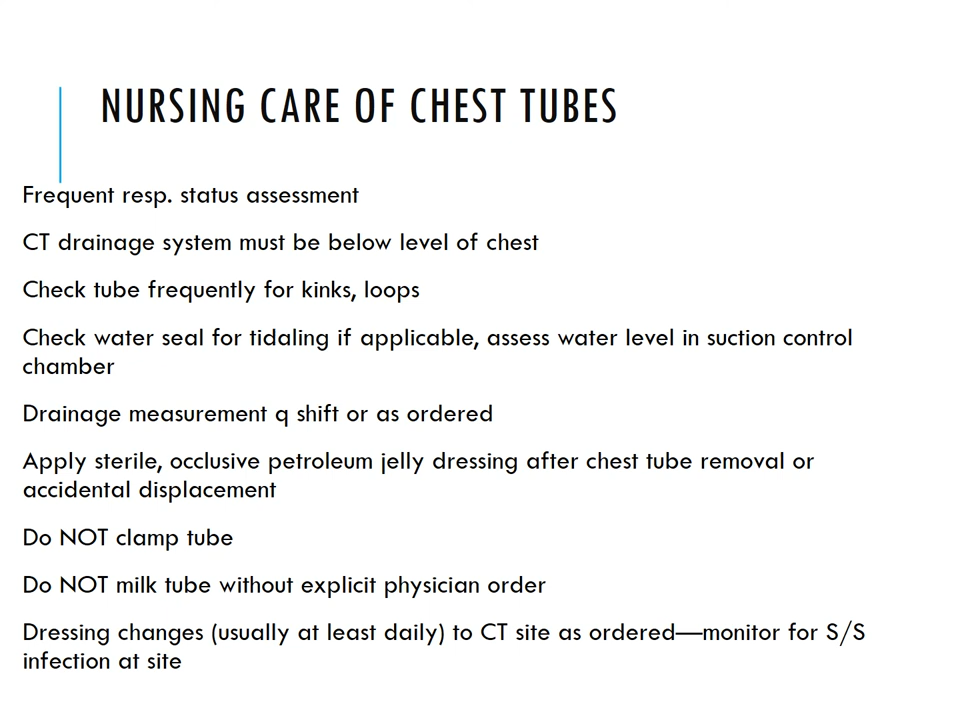 NURSING CARE OF CHEST TUBES
Frequent resp. status assessment
CT drainage system must be below level of chest
Check tube frequently for kinks, loops
Check water seal for tidaling if applicable, assess water level in suction control
chamber
Drainage measurement q shift or as ordered
Apply sterile, occlusive petroleum jelly dressing after chest tube removal or
accidental displacement
Do NOT clamp tube
Do NOT milk tube without explicit physician order
Dressing changes (usually at least daily) to CT site as ordered—monitor for S/S
infection at site